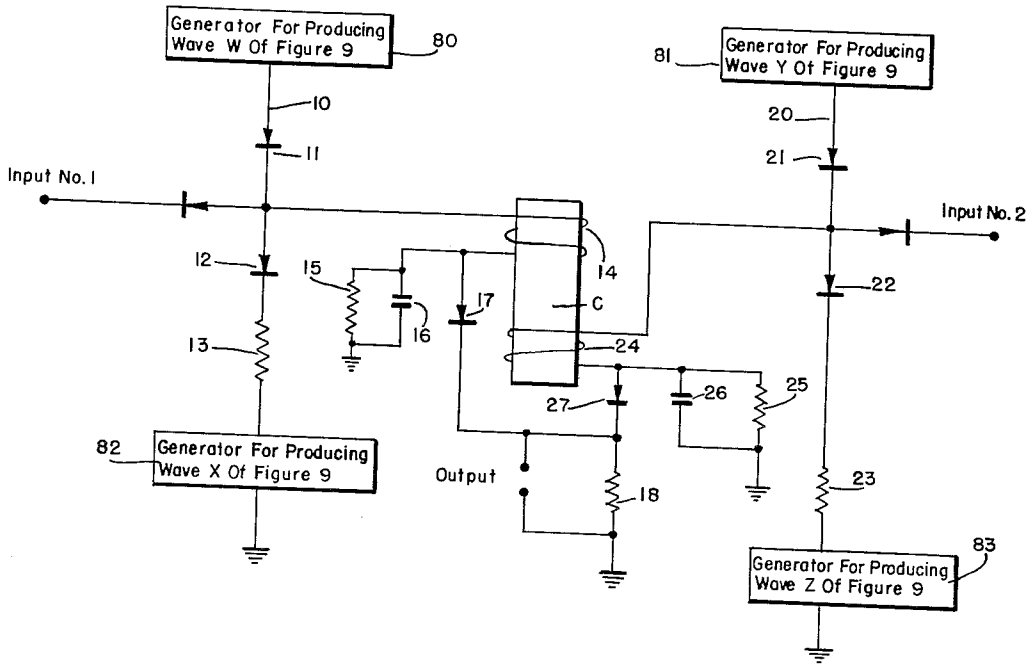 Generator For Producing
Wave W Of Figure 9
80
Generator For Producing
Wave Y Of Figure 9
81
10
20
11
21
Input No. 1
Input No. 2
12
15
16
17
14
C
22
13
24
27
26
25
Generator For Producing
Wave X Of Figure 9
82
Output
18
23
Generator For Producing
Wave Z Of Figure 9
83